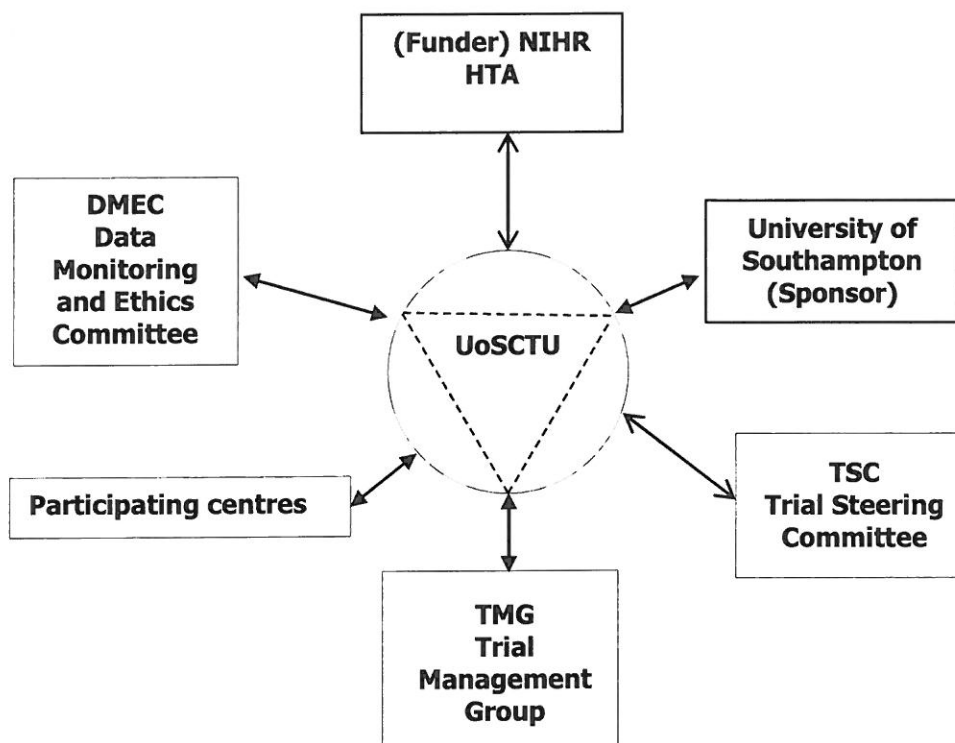 (Funder) NIHR
HTA
DMEC
Data
Monitoring
and Ethics
Committee
University of
Southampton
(Sponsor)
UoSCTU
Participating centres
TSC
Trial Steering
Committee
TMG
Trial
Management
Group